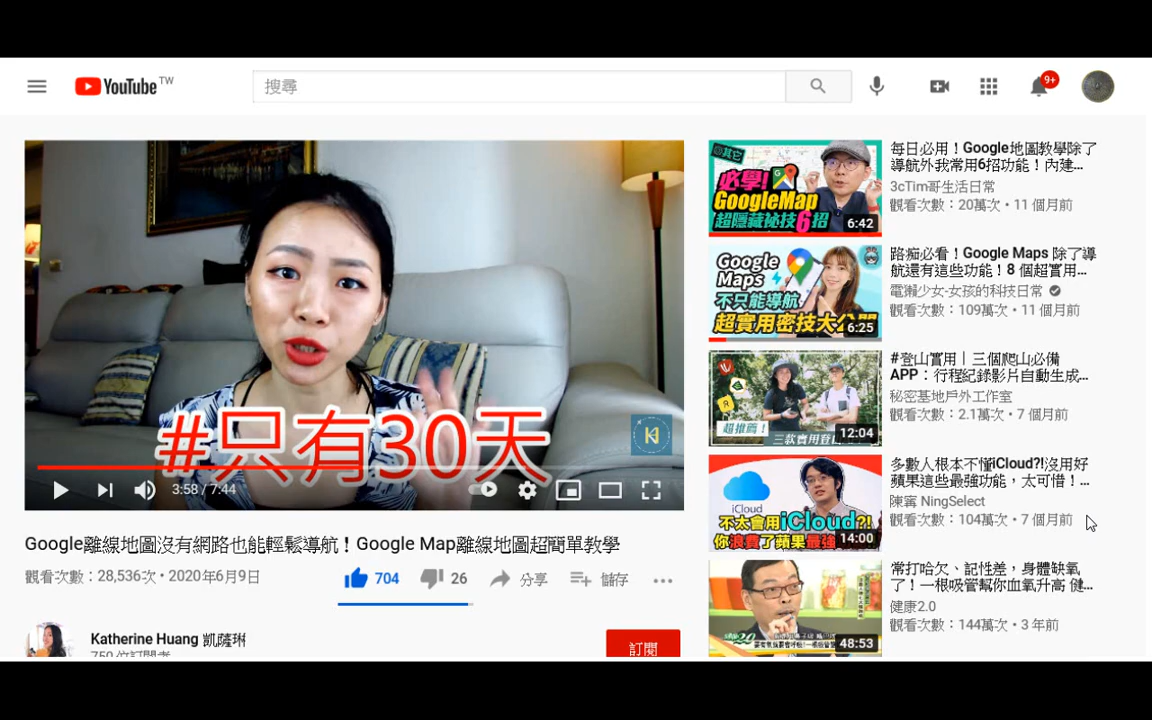 YouTube TW
搜尋
9+
#只有30天
3:58 / 7:44
Google離線地圖沒有網路也能輕鬆導航！Google Map離線地圖超簡單教學
觀看次數：28,536次・2020年6月9日
704
26
分享
儲存
Katherine Huang 凱薩琳
750 位訂閱者
訂閱
@其它
必學!
GoogleMap
超隱藏祕技6招
6:42
每日必用！Google地圖教學除了
導航外我常用6招功能！內建...
3cTim哥生活日常
觀看次數：20萬次・11 個月前
Google
Maps
不只能導航
超實用密技大公開
6:25
路痴必看！Google Maps 除了導
航還有這些功能！8 個超實用...
電獺少女-女孩的科技日常
觀看次數：109萬次・11 個月前
超推薦！
三款實用登山
12:04
#登山實用｜三個爬山必備
APP：行程紀錄影片自動生成...
秘密基地戶外工作室
觀看次數：2.1萬次・7 個月前
iCloud
不太會用iCloud?!
你浪費了蘋果最強
14:00
多數人根本不懂iCloud?!沒用好
蘋果這些最強功能，太可惜！...
陳寗 NingSelect
觀看次數：104萬次・7 個月前
48:53
常打哈欠、記性差，身體缺氧
了！一根吸管幫你血氧升高 健...
健康2.0
觀看次數：144萬次・3 年前